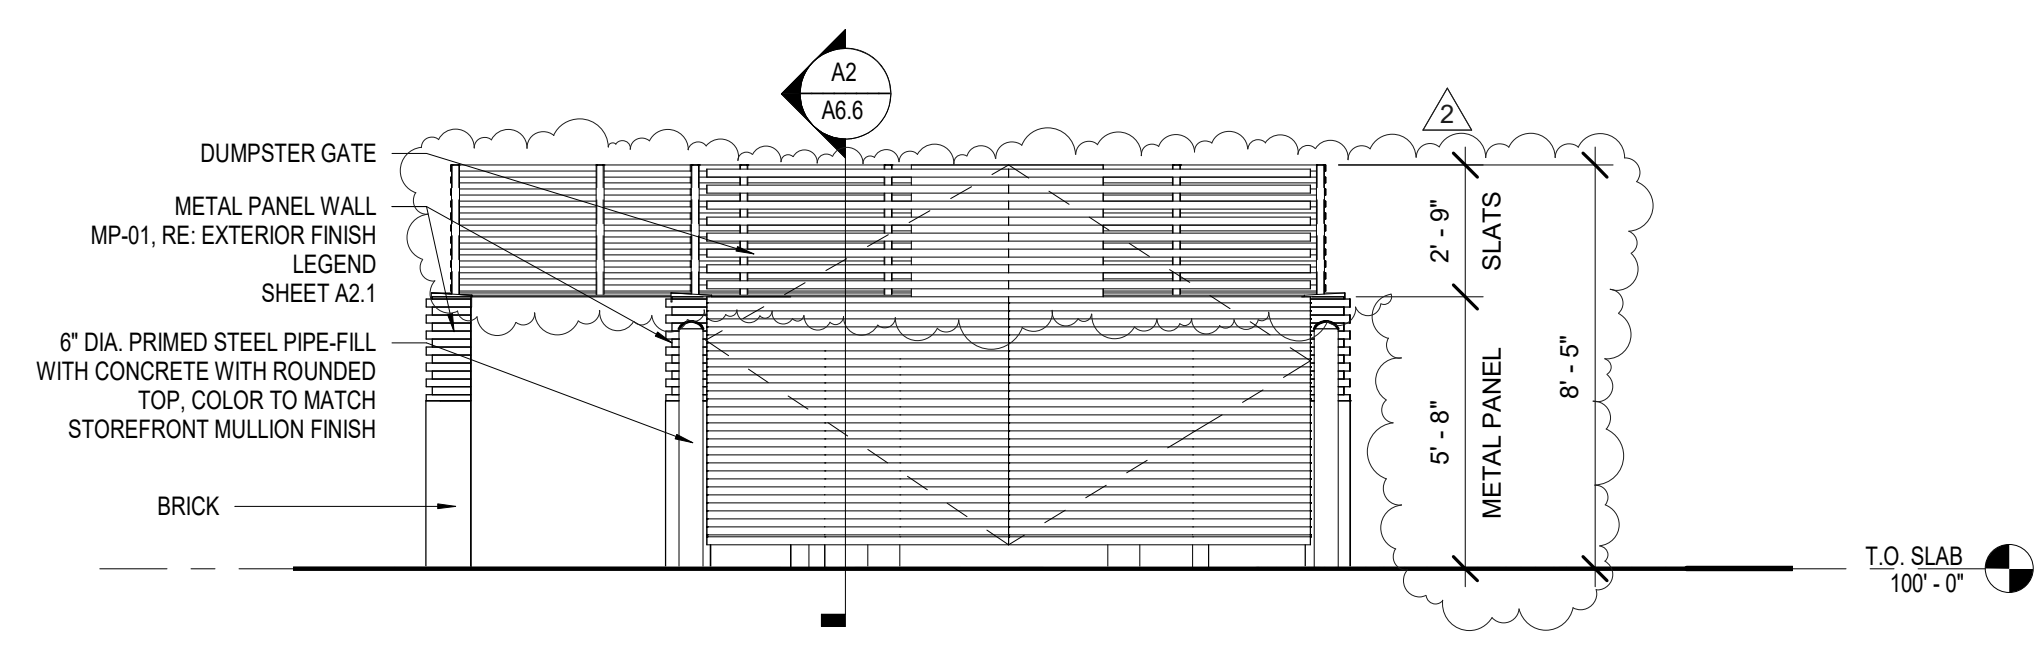 A2
A6.6
2
DUMPSTER GATE
METAL PANEL WALL
MP-01, RE: EXTERIOR FINISH
LEGEND
SHEET A2.1
6" DIA. PRIMED STEEL PIPE-FILL
WITH CONCRETE WITH ROUNDED
TOP, COLOR TO MATCH
STOREFRONT MULLION FINISH
BRICK
2' - 9"
SLATS
5' - 8"
METAL PANEL
8' - 5"
T.O. SLAB
100' - 0"